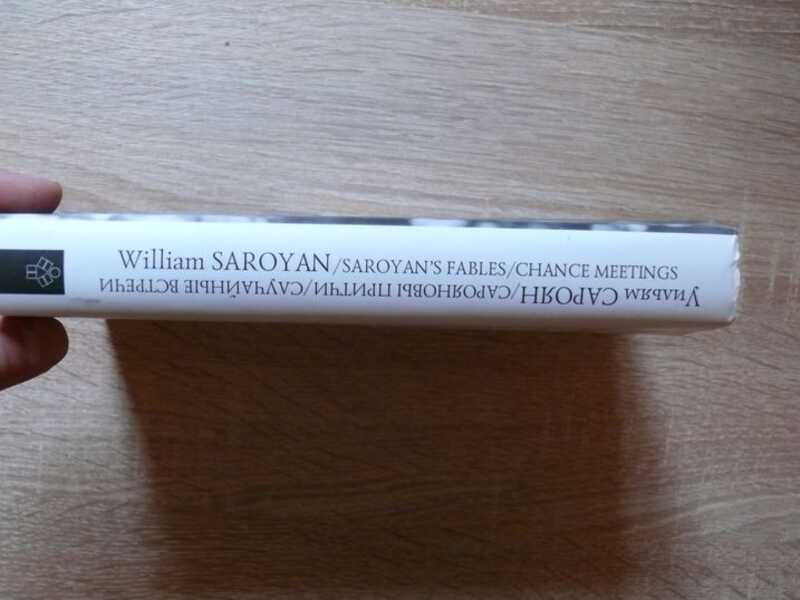 William SAROYAN/SAROYAN'S FABLES/CHANCE MEETINGS
Уильям САРОЯН/САРОЯНОВЫ ПРИТЧИ/СЛУЧАЙНЫЕ ВСТРЕЧИ